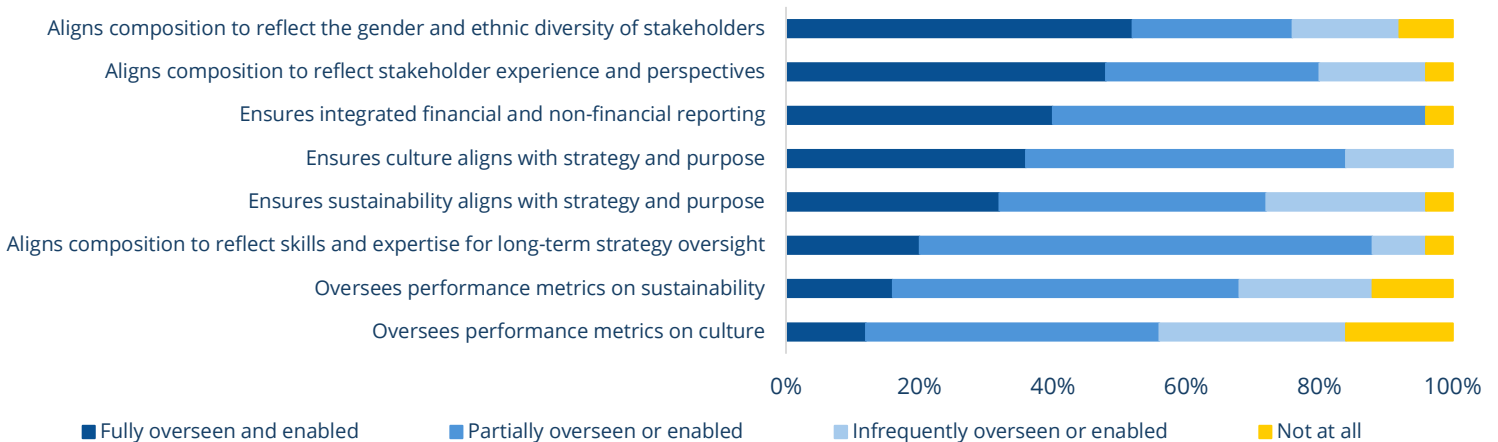 Aligns composition to reflect the gender and ethnic diversity of stakeholders
Aligns composition to reflect stakeholder experience and perspectives
Ensures integrated financial and non-financial reporting
Ensures culture aligns with strategy and purpose
Ensures sustainability aligns with strategy and purpose
Aligns composition to reflect skills and expertise for long-term strategy oversight
Oversees performance metrics on sustainability
Oversees performance metrics on culture
0% 20% 40% 60% 80% 100%
Fully overseen and enabled Partially overseen or enabled Infrequently overseen or enabled Not at all